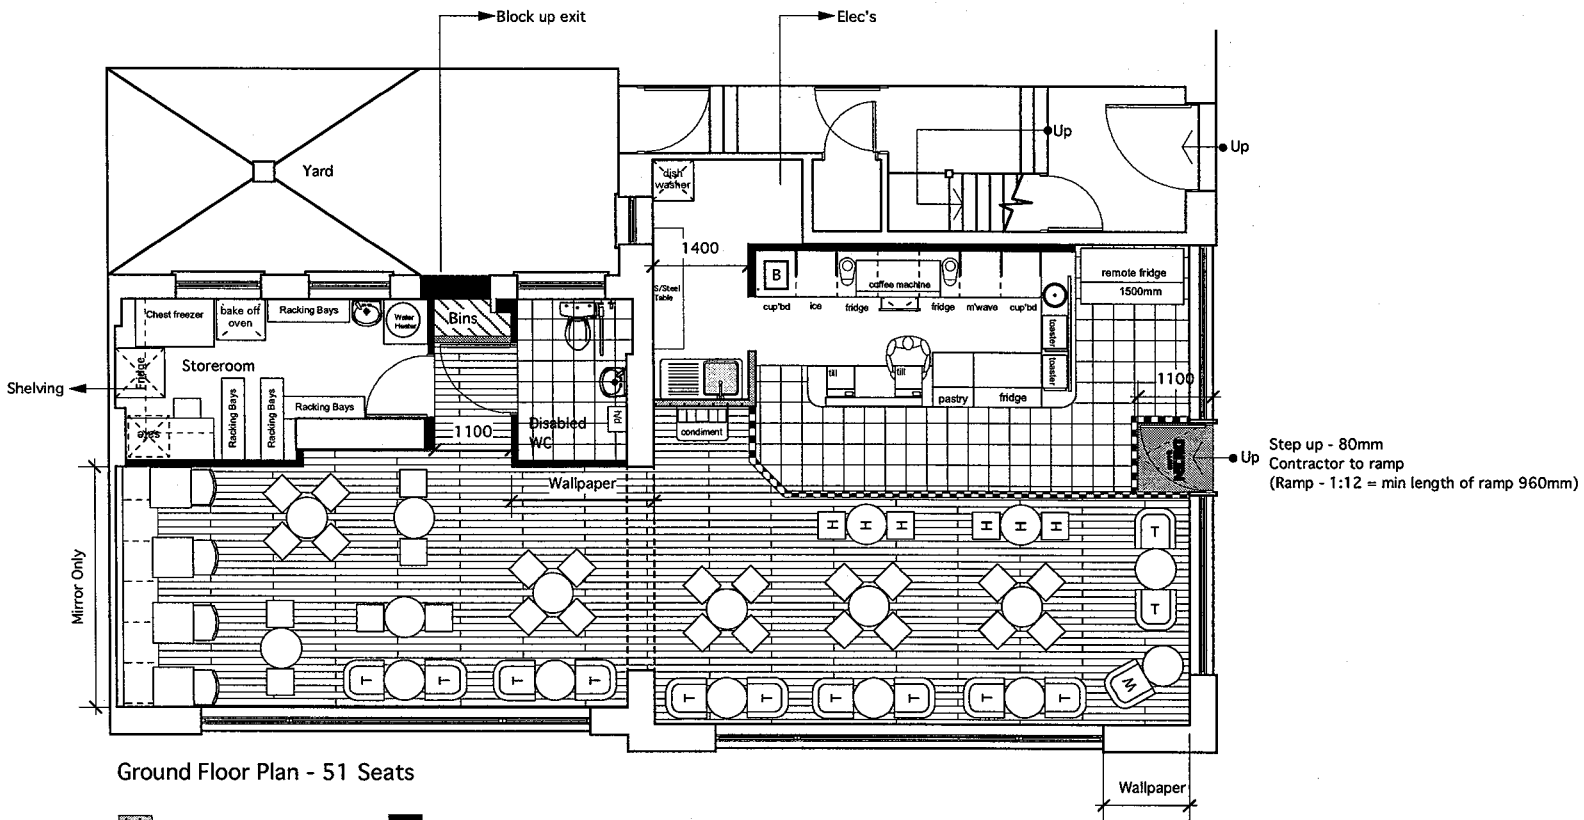 Block up exit
Elec's
Up
Up
Yard
dish
washer
1400
S/Steel
Table
B
coffee machine
remote fridge
1500mm
cup'bd
ice
fridge
fridge
m'wave
cup'bd
Chest freezer
bake off
oven
Racking Bays
Water
Heater
Bins
toaster
toaster
Storeroom
Shelving
Fridge
till
till
1100
Racking Bays
Racking Bays
Racking Bays
pastry
fridge
Disabled
WC
1100
condiment
Up
Step up - 80mm
Contractor to ramp
(Ramp - 1:12 = min length of ramp 960mm)
Wallpaper
Mirror Only
H
H
H
H
H
H
T
T
T
T
T
T
T
T
T
T
T
T
M
Ground Floor Plan - 51 Seats
Wallpaper